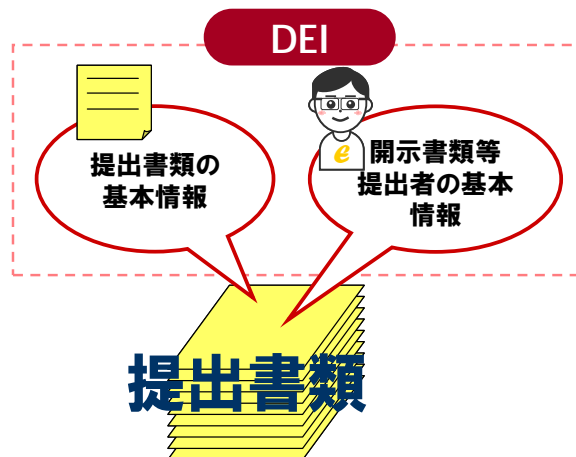 DEI
提出書類の
基本情報
e
開示書類等
提出者の基本
情報
提出書類